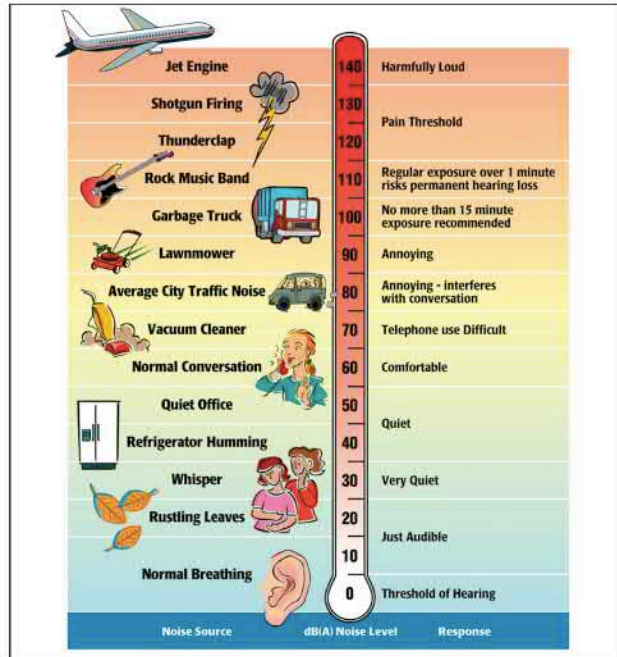 Jet Engine 140 Harmfully Loud
Shotgun Firing 130
Pain Threshold
Thunderclap 120
Rock Music Band 110 Regular exposure over 1 minute
risks permanent hearing loss
Garbage Truck 100 No more than 15 minute
exposure recommended
Lawnmower 90 Annoying
Average City Traffic Noise 80 Annoying - interferes
with conversation
Vacuum Cleaner 70 Telephone use Difficult
Normal Conversation 60 Comfortable
Quiet Office 50
Quiet
Refrigerator Humming 40
Whisper 30 Very Quiet
Rustling Leaves 20
Just Audible
10
Normal Breathing
0 Threshold of Hearing
Noise Source dB(A) Noise Level Response